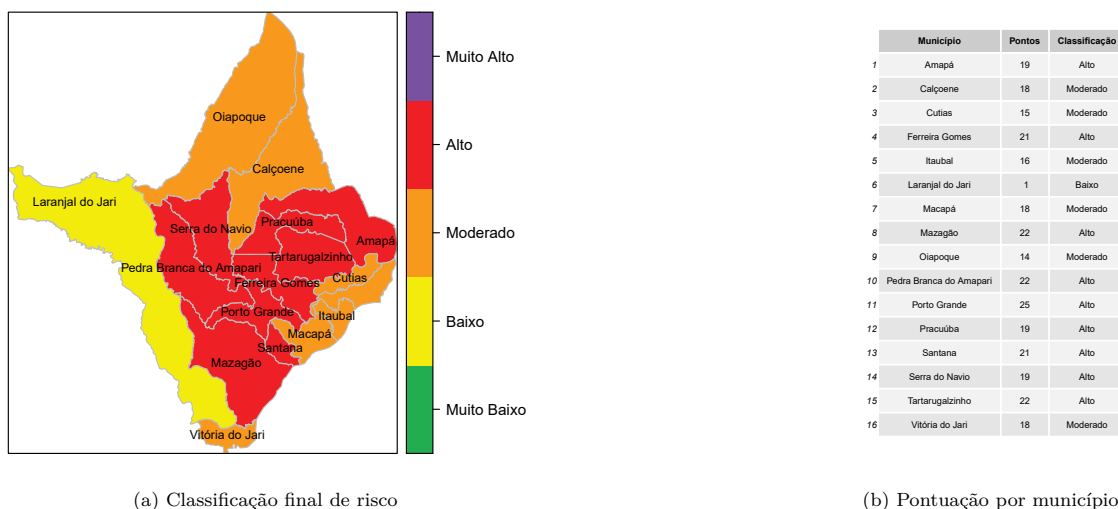 Oiapoque
Calçoene
Laranjal do Jari
Serra do Navio
Pracuúba
Amapá
Tartarugalzinho
Pedra Branca do Amapari
Ferreira Gomes
Cutias
Porto Grande
Itaubal
Macapá
Santana
Mazagão
Vitória do Jari
Muito Alto
Alto
Moderado
Baixo
Muito Baixo
(a) Classificação final de risco
Município Pontos Classificação
1 Amapá 19 Alto
2 Calçoene 18 Moderado
3 Cutias 15 Moderado
4 Ferreira Gomes 21 Alto
5 Itaubal 16 Moderado
6 Laranjal do Jari 1 Baixo
7 Macapá 18 Moderado
8 Mazagão 22 Alto
9 Oiapoque 14 Moderado
10 Pedra Branca do Amapari 22 Alto
11 Porto Grande 25 Alto
12 Pracuúba 19 Alto
13 Santana 21 Alto
14 Serra do Navio 19 Alto
15 Tartarugalzinho 22 Alto
16 Vitória do Jari 18 Moderado
(b) Pontuação por município